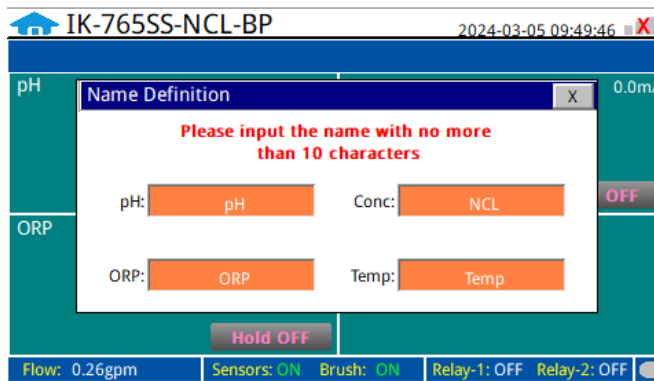 IK-765SS-NCL-BP
2024-03-05 09:49:46 X
pH 0.0m
Name Definition X
Please input the name with no more
than 10 characters
pH: pH Conc: NCL
OFF
ORP
ORP: ORP Temp: Temp
Hold OFF
Flow: 0.26gpm Sensors: ON Brush: ON Relay-1: OFF Relay-2: OFF